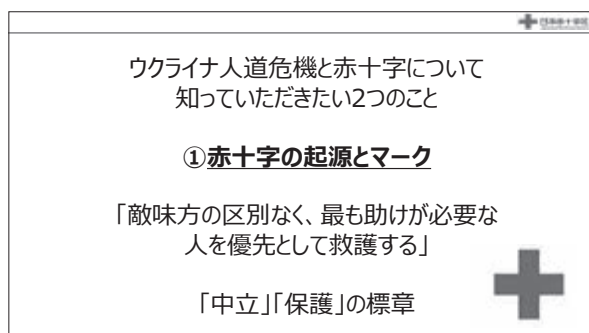 ウクライナ人道危機と赤十字について
知っていただきたい2つのこと
①赤十字の起源とマーク
「敵味方の区別なく、最も助けが必要な
人を優先として救護する」
「中立」「保護」の標章